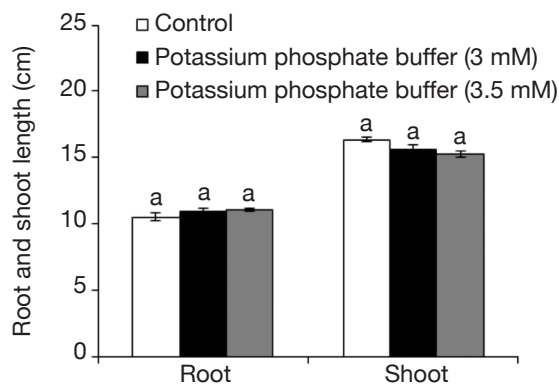 25
20
15
10
5
0
Root and shoot length (cm)
Control
Potassium phosphate buffer (3 mM)
Potassium phosphate buffer (3.5 mM)
a a a
a a a
Root Shoot